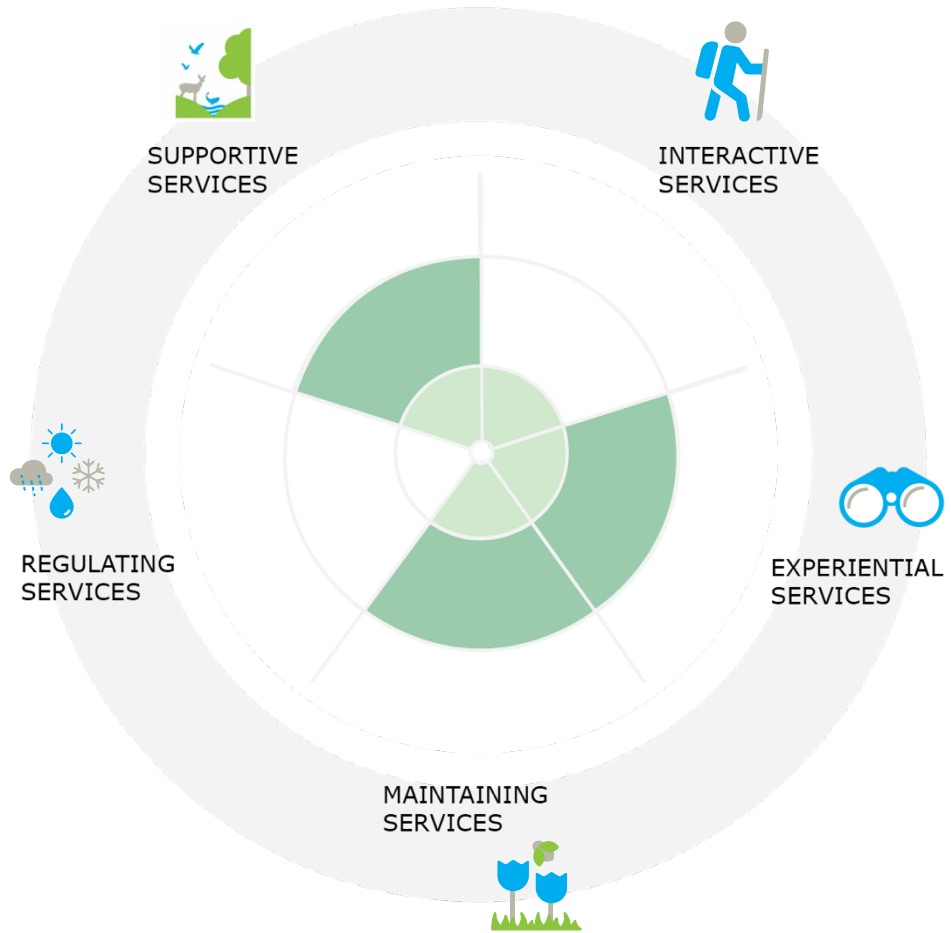 SUPPORTIVE
SERVICES
INTERACTIVE
SERVICES
REGULATING
SERVICES
EXPERIENTIAL
SERVICES
MAINTAINING
SERVICES